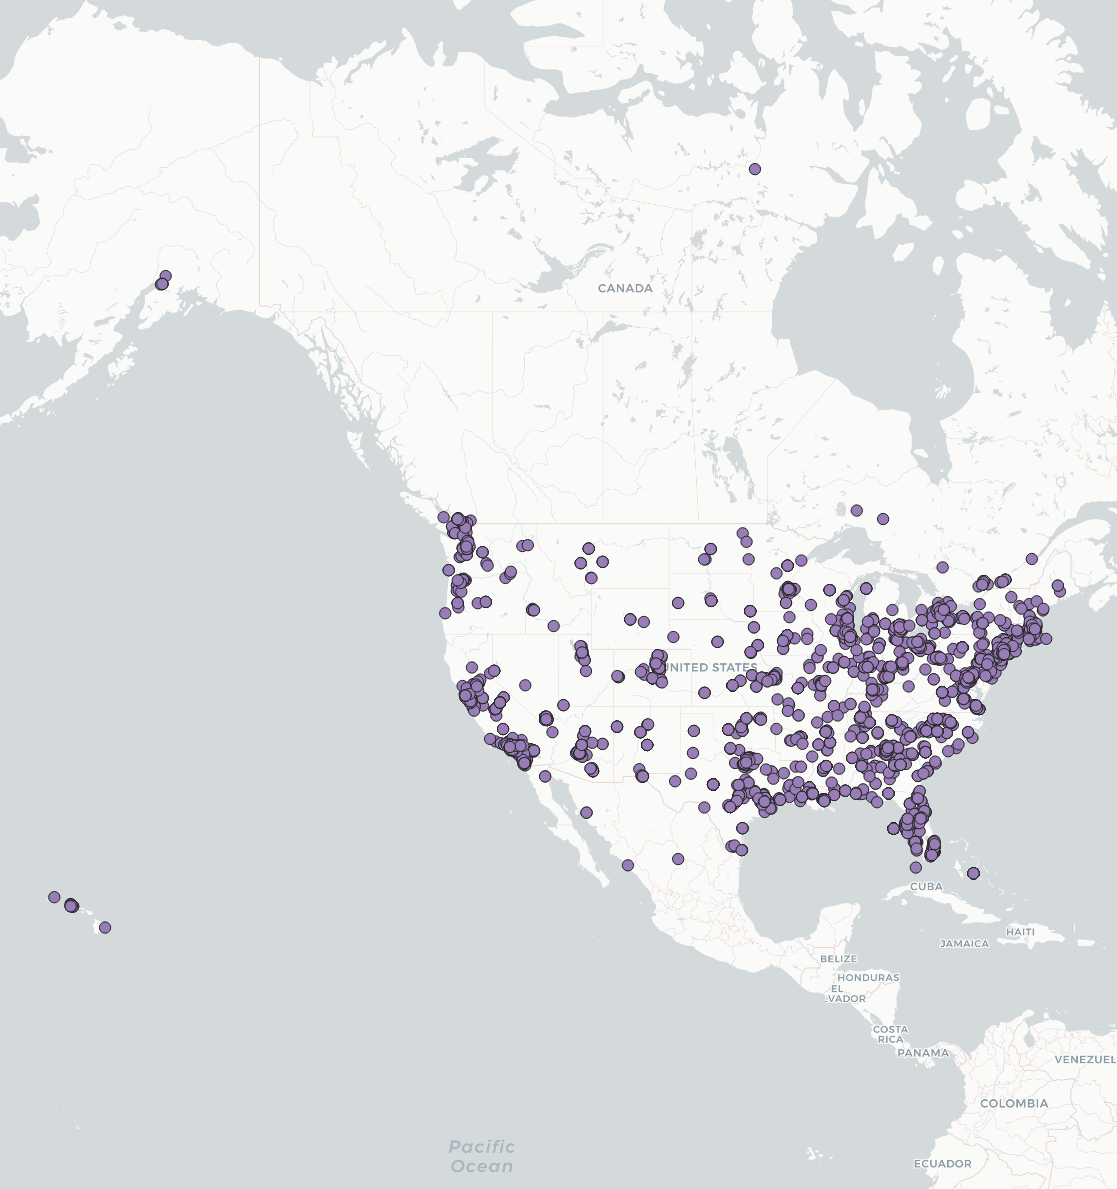 CANADA
UNITED STATES
CUBA
HAITI
JAMAICA
BELIZE
HONDURAS
EL
.VADOR
COSTA
RICA
PANAMA
VENEZUEL
COLOMBIA
Pacific
Ocean
ECUADOR